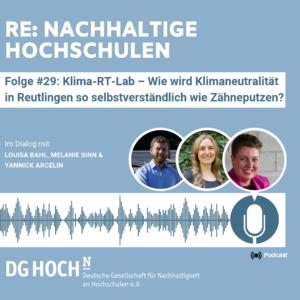 RE: NACHHALTIGE
HOCHSCHULEN
Folge #29: Klima-RT-Lab – Wie wird Klimaneutralität
in Reutlingen so selbstverständlich wie Zähneputzen?
Im Dialog mit:
LOUISA BAHL, MELANIE SINN &
YANNICK ARCELIN
Podcast
DG HOCH N
Deutsche Gesellschaft für Nachhaltigkeit
an Hochschulen e.V.